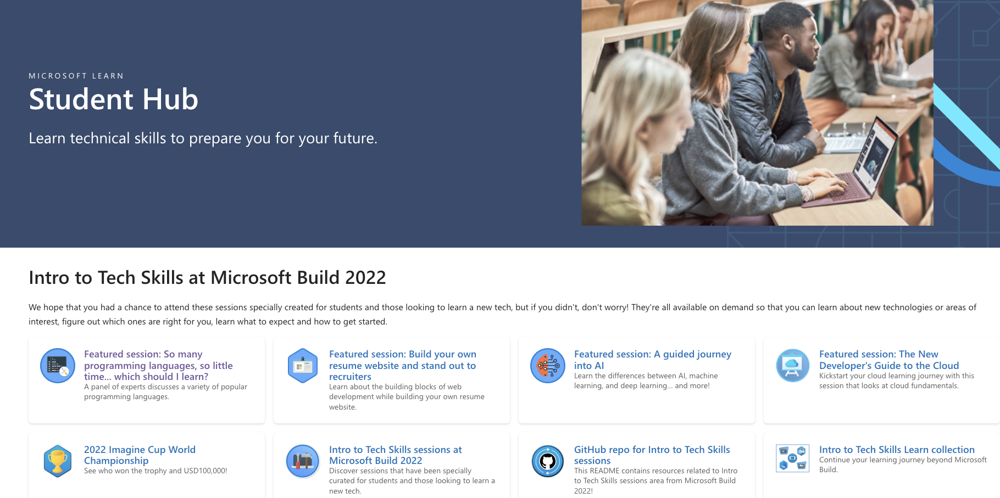 MICROSOFT LEARN
Student Hub
Learn technical skills to prepare you for your future.
Intro to Tech Skills at Microsoft Build 2022
We hope that you had a chance to attend these sessions specially created for students and those looking to learn a new tech, but if you didn't, don't worry! They're all available on demand so that you can learn about new technologies or areas of
interest, figure out which ones are right for you, learn what to expect and how to get started.
Featured session: So many
programming languages, so little
time... which should I learn?
A panel of experts discusses a variety of popular
programming languages.
Featured session: Build your own
resume website and stand out to
recruiters
Learn about the building blocks of web
development while building your own resume
website.
Featured session: A guided journey
into AI
Learn the differences between AI, machine
learning, and deep learning... and more!
Featured session: The New
Developer's Guide to the Cloud
Kickstart your cloud learning journey with this
session that looks at cloud fundamentals.
2022 Imagine Cup World
Championship
See who won the trophy and USD100,000!
Intro to Tech Skills sessions at
Microsoft Build 2022
Discover sessions that have been specially
curated for students and those looking to learn a
new tech.
GitHub repo for Intro to Tech Skills
sessions
This README contains resources related to Intro
to Tech Skills sessions area from Microsoft Build
2022!
Intro to Tech Skills Learn collection
Continue your learning journey beyond Microsoft
Build.